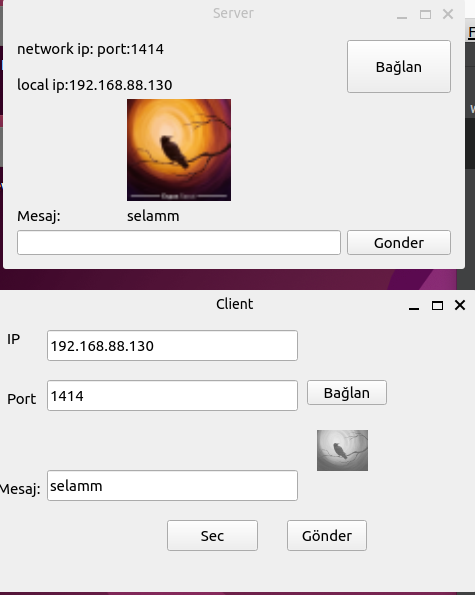 Server
network ip: port:1414
Bağlan
local ip:192.168.88.130
Mesaj:
selamm
Gonder
Client
IP
192.168.88.130
Port
1414
Bağlan
Mesaj:
selamm
Sec
Gönder